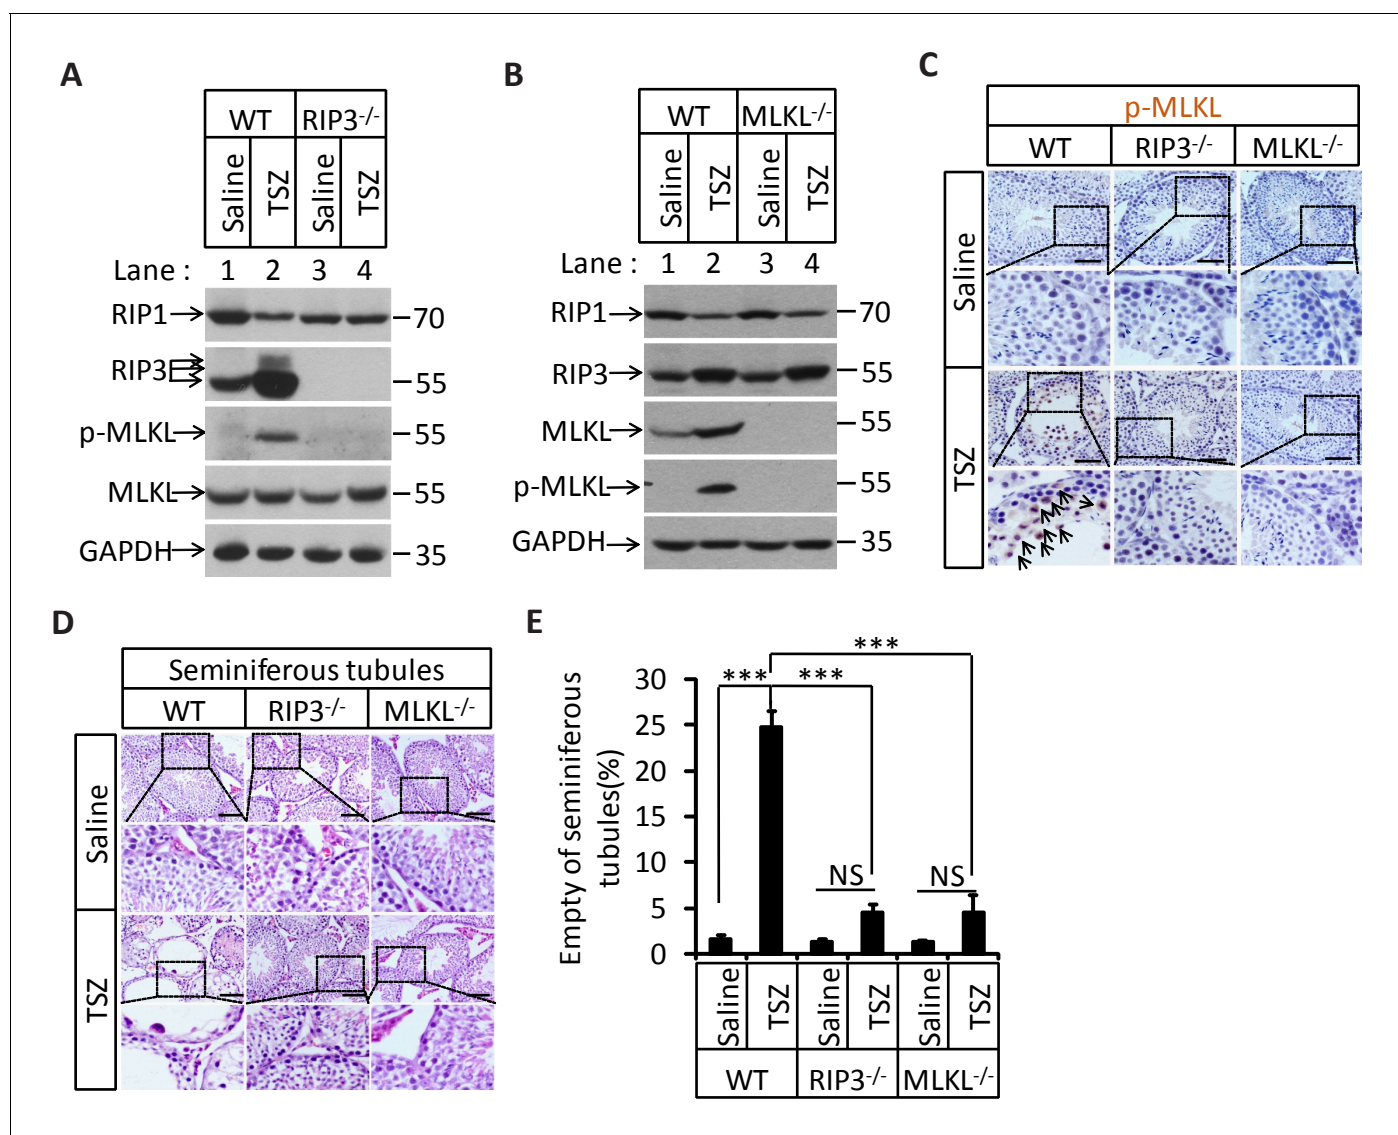 A
WT RIP3-/-
Saline TSZ Saline TSZ
Lane : 1 2 3 4
RIP1 70
RIP3 55
p-MLKL 55
MLKL 55
GAPDH 35
B
WT MLKL-/-
Saline TSZ Saline TSZ
Lane : 1 2 3 4
RIP1 70
RIP3 55
MLKL 55
p-MLKL 55
GAPDH 35
C
p-MLKL
WT RIP3-/- MLKL-/-
Saline
TSZ
D
Seminiferous tubules
WT RIP3-/- MLKL-/-
Saline
TSZ
E
Empty of seminiferous
tubules(%)
30
25
20
15
10
5
0
***
*** ***
NS NS
Saline TSZ Saline TSZ Saline TSZ
WT RIP3-/- MLKL-/-